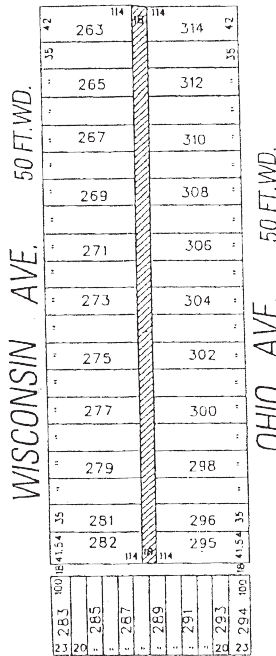 WISCONSIN AVE. 50 FT.WD.
OHIO AVE. 50 FT.WD.
42 263 114 18 114 314 42
35 35
" 265 312 "
" "
" 267 310 "
" "
" 269 308 "
" "
" 271 306 "
" "
" 273 304 "
" "
" 275 302 "
" "
" 277 300 "
" "
" 279 298 "
" "
35 281 296 35
41.54 282 114 18 114 295 41.54
18 18
100 100
283 285 287 289 291 293 294
23 20 " " " " " " " 20 23